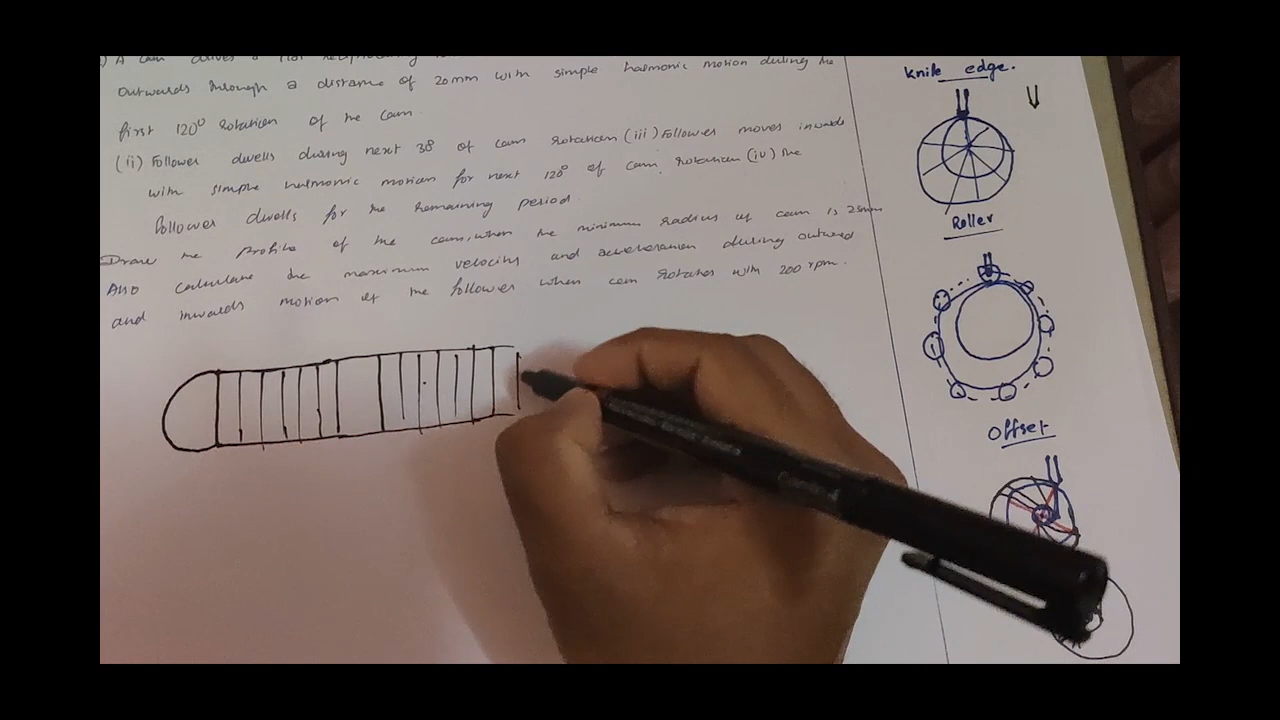 outwards through a distance of 20mm with simple harmonic motion during the
first 120° Rotation of the cam.
(ii) Follower dwells during next 30 of cam Rotation (iii) Follower moves inwards
with simple harmonic motion for next 120° of cam Rotation (iv) The
Follower dwells for the remaining period.
Draw the profile of the cam, when the minimum radius of cam is 25mm
Also calculate the maximum velocity and acceleration during outward
and inwards motion of the follower when cam Rotates with 200 rpm.
Knife edge.
Roller
Offset